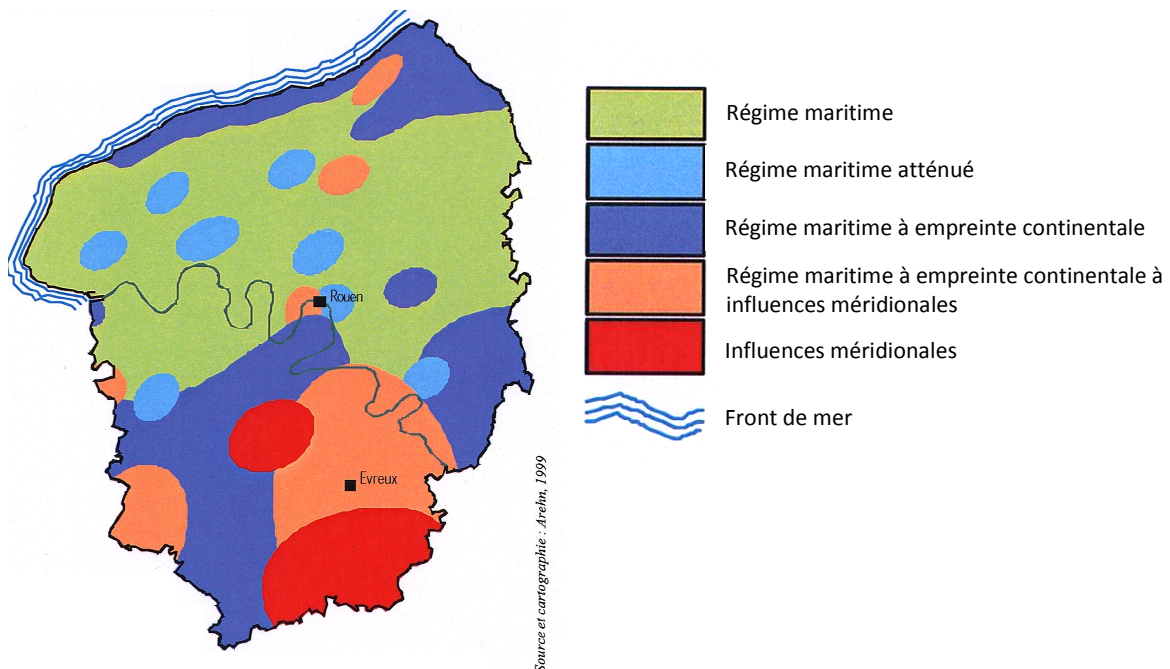 Régime maritime
Régime maritime atténué
Régime maritime à empreinte continentale
Régime maritime à empreinte continentale à
influences méridionales
Influences méridionales
Front de mer
Rouen
Evreux
Source et cartographie : Arehn, 1999